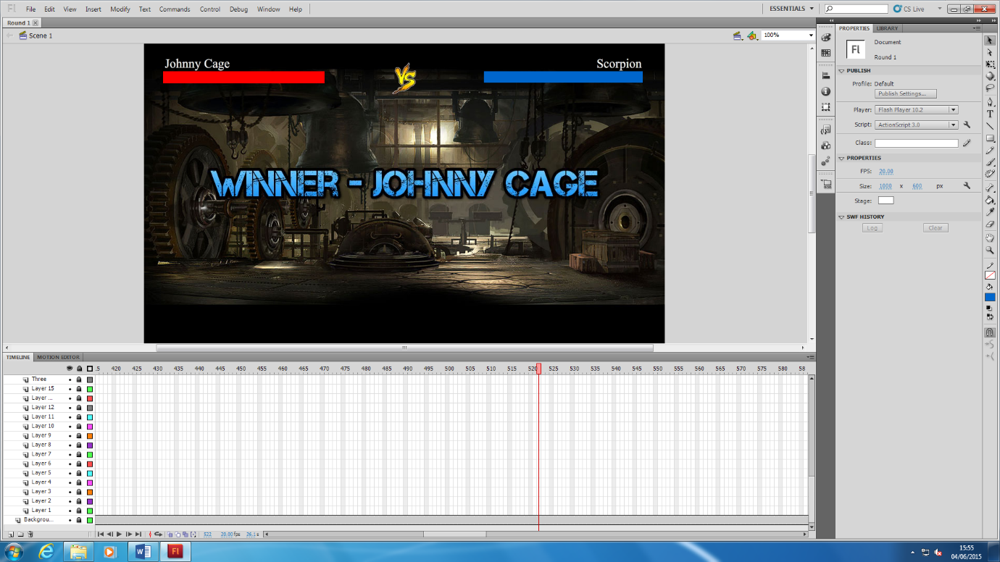 Fl File Edit View Insert Modify Text Commands Control Debug Window Help ESSENTIALS CS Live
Round 1
Scene 1
100%
Johnny Cage
VS
Scorpion
WINNER - JOHNNY CAGE
PROPERTIES LIBRARY
Fl
Document
Round 1
PUBLISH
Profile: Default
Publish Settings...
Player: Flash Player 10.2
Script: ActionScript 3.0
Class:
PROPERTIES
FPS: 20.00
Size: 1000 x 600 px
Stage:
SWF HISTORY
Log Clear
TIMELINE MOTION EDITOR
.5 420 425 430 435 440 445 450 455 460 465 470 475 480 485 490 495 500 505 510 515 520 525 530 535 540 545 550 555 560 565 570 575 580 58
Three
Layer 15
Layer ...
Layer 12
Layer 11
Layer 10
Layer 9
Layer 8
Layer 7
Layer 6
Layer 5
Layer 4
Layer 3
Layer 2
Layer 1
Backgrou...
522 20.00 fps 26.1 s
W Fl
15:55
04/06/2015